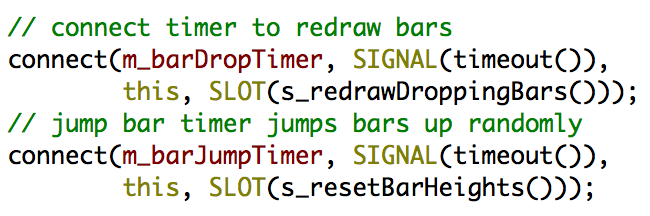 // connect timer to redraw bars
connect(m_barDropTimer, SIGNAL(timeout()),
        this, SLOT(s_redrawDroppingBars()));
// jump bar timer jumps bars up randomly
connect(m_barJumpTimer, SIGNAL(timeout()),
        this, SLOT(s_resetBarHeights()));